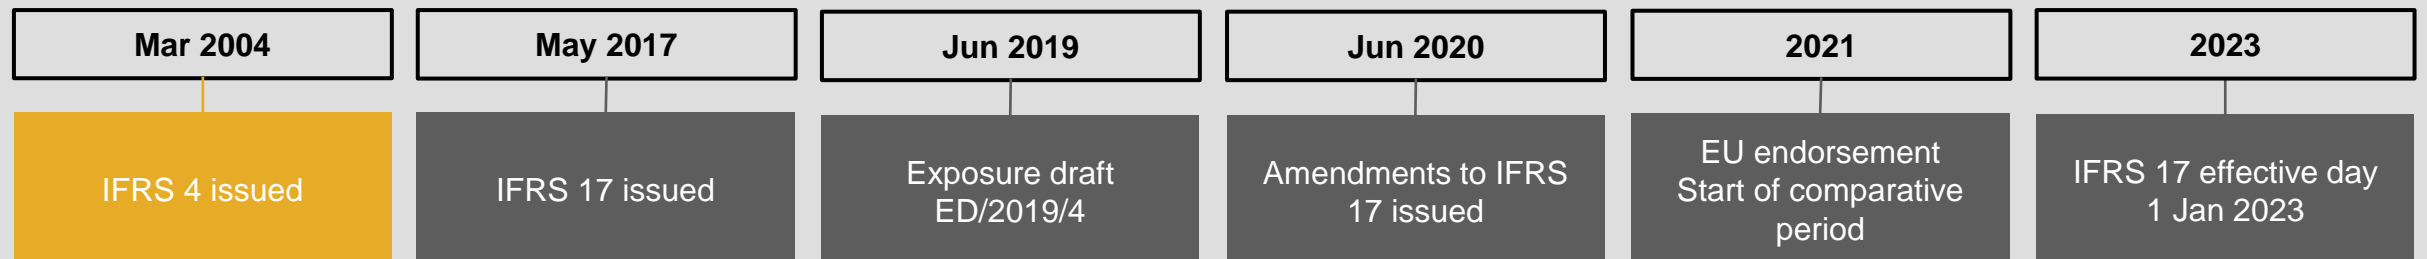 Mar 2004
May 2017
Jun 2019
Jun 2020
2021
2023
IFRS 4 issued
IFRS 17 issued
Exposure draft
ED/2019/4
Amendments to IFRS
17 issued
EU endorsement
Start of comparative
period
IFRS 17 effective day
1 Jan 2023